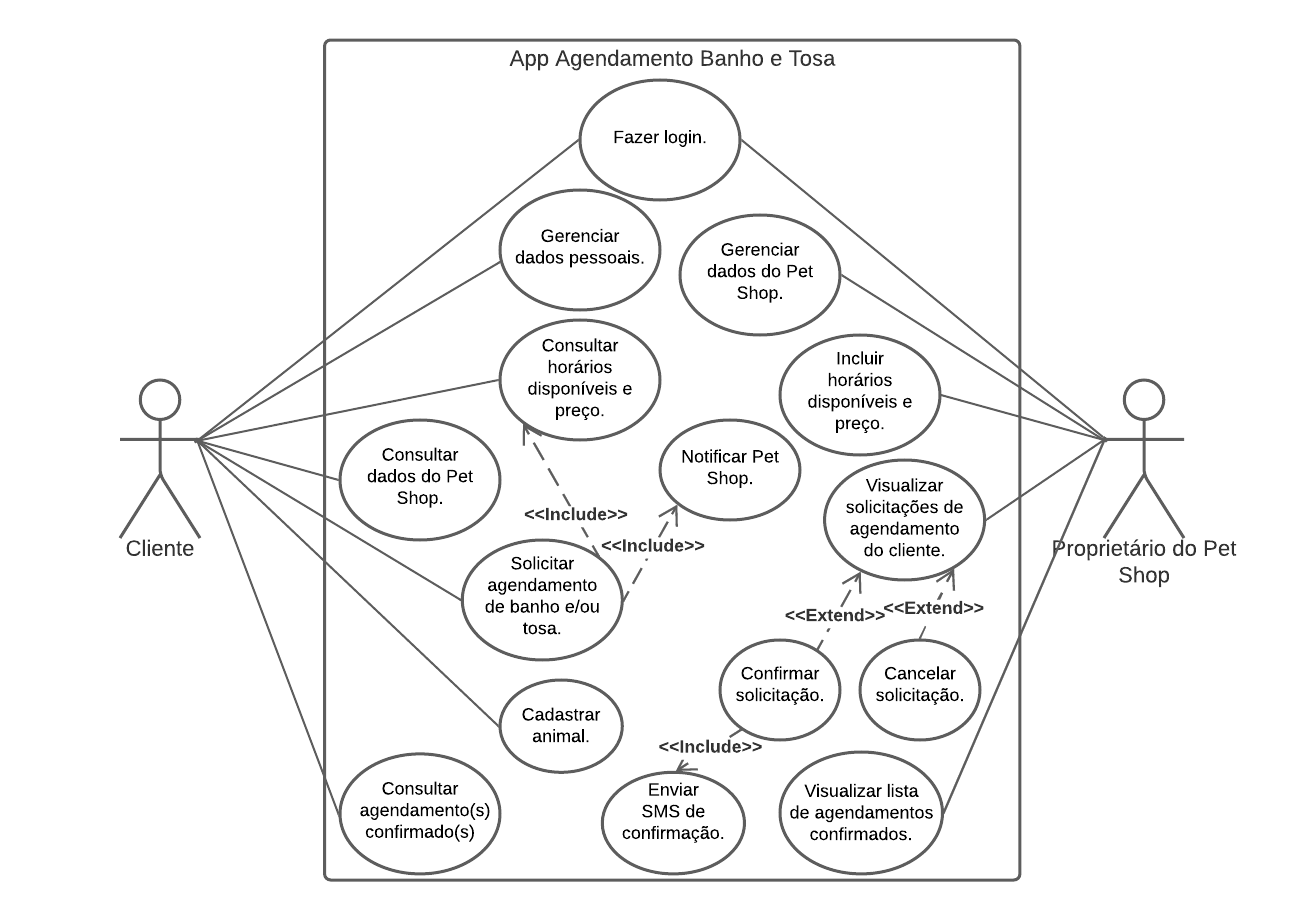 App Agendamento Banho e Tosa
Fazer login.
Gerenciar
dados pessoais.
Gerenciar
dados do Pet
Shop.
Consultar
horários
disponíveis e
preço.
Incluir
horários
disponíveis e
preço.
Consultar
dados do Pet
Shop.
Notificar Pet
Shop.
Visualizar
solicitações de
agendamento
do cliente.
<<Include>>
<<Include>>
Cliente
Proprietário do Pet
Shop
Solicitar
agendamento
de banho e/ou
tosa.
<<Extend>>
<<Extend>>
Confirmar
solicitação.
Cancelar
solicitação.
Cadastrar
animal.
<<Include>>
Consultar
agendamento(s)
confirmado(s)
Enviar
SMS de
confirmação.
Visualizar lista
de agendamentos
confirmados.